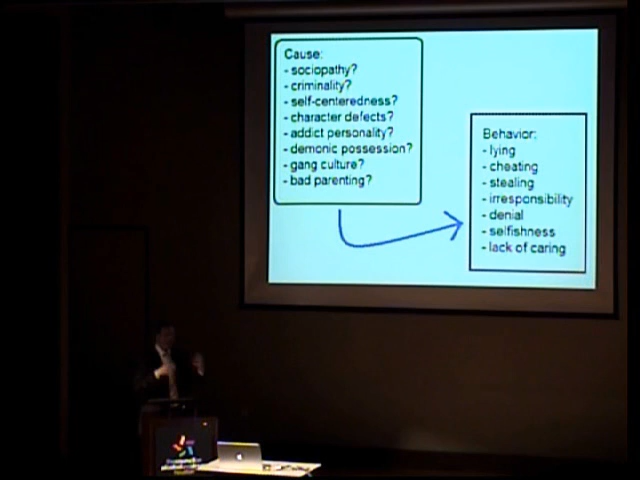 Cause:
- sociopathy?
- criminality?
- self-centeredness?
- character defects?
- addict personality?
- demonic possession?
- gang culture?
- bad parenting?
Behavior:
- lying
- cheating
- stealing
- irresponsibility
- denial
- selfishness
- lack of caring